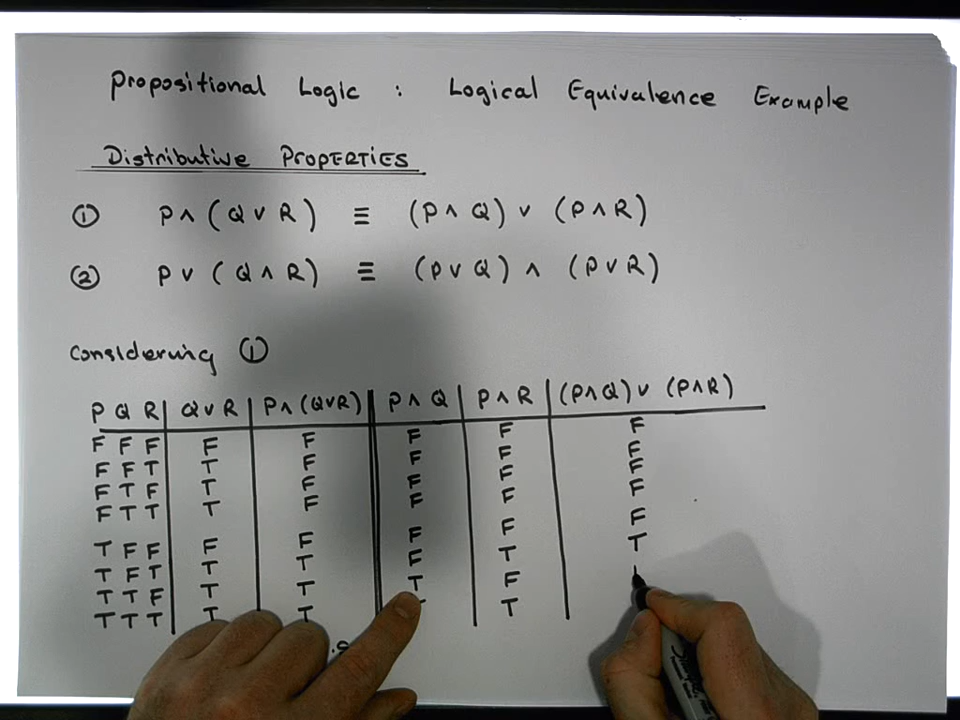 Propositional Logic : Logical Equivalence Example
Distributive Properties
① P ∧ ( Q ∨ R ) ≡ (P ∧ Q) ∨ (P ∧ R)
② P ∨ ( Q ∧ R ) ≡ (P ∨ Q) ∧ (P ∨ R)
Considering ①
P Q R | Q ∨ R | P ∧ (Q ∨ R) || P ∧ Q | P ∧ R | (P ∧ Q) ∨ (P ∧ R)
F F F | F | F || F | F | F
F F T | T | F || F | F | F
F T F | T | F || F | F | F
F T T | T | F || F | F | F
T F F | F | F || F | F | F
T F T | T | T || F | T | T
T T F | T | T || T | F |
T T T | T | T || | T |